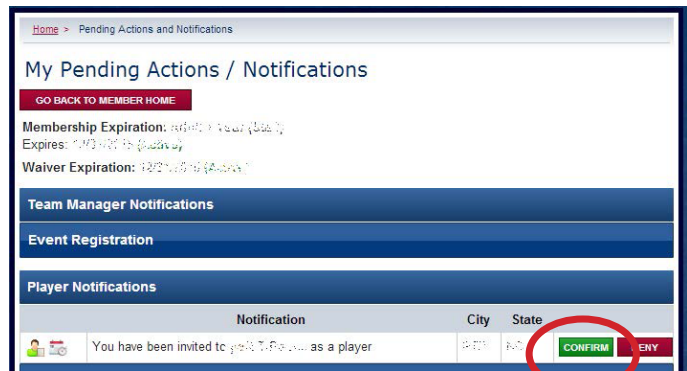 Home > Pending Actions and Notifications
My Pending Actions / Notifications
GO BACK TO MEMBER HOME
Membership Expiration:
Expires:
Waiver Expiration:
Team Manager Notifications
Event Registration
Player Notifications
Notification City State
You have been invited to as a player CONFIRM DENY